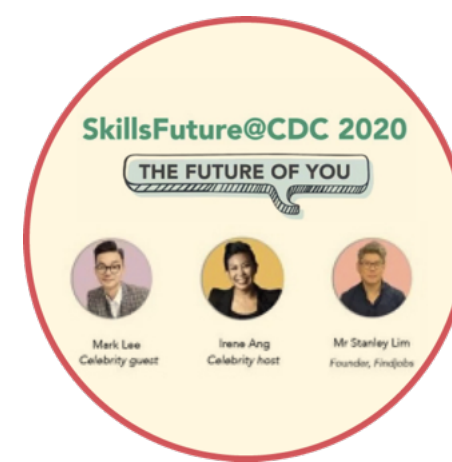 SkillsFuture@CDC 2020
THE FUTURE OF YOU
Mark Lee
Celebrity guest
Irene Ang
Celebrity host
Mr Stanley Lim
Founder, Findjobs